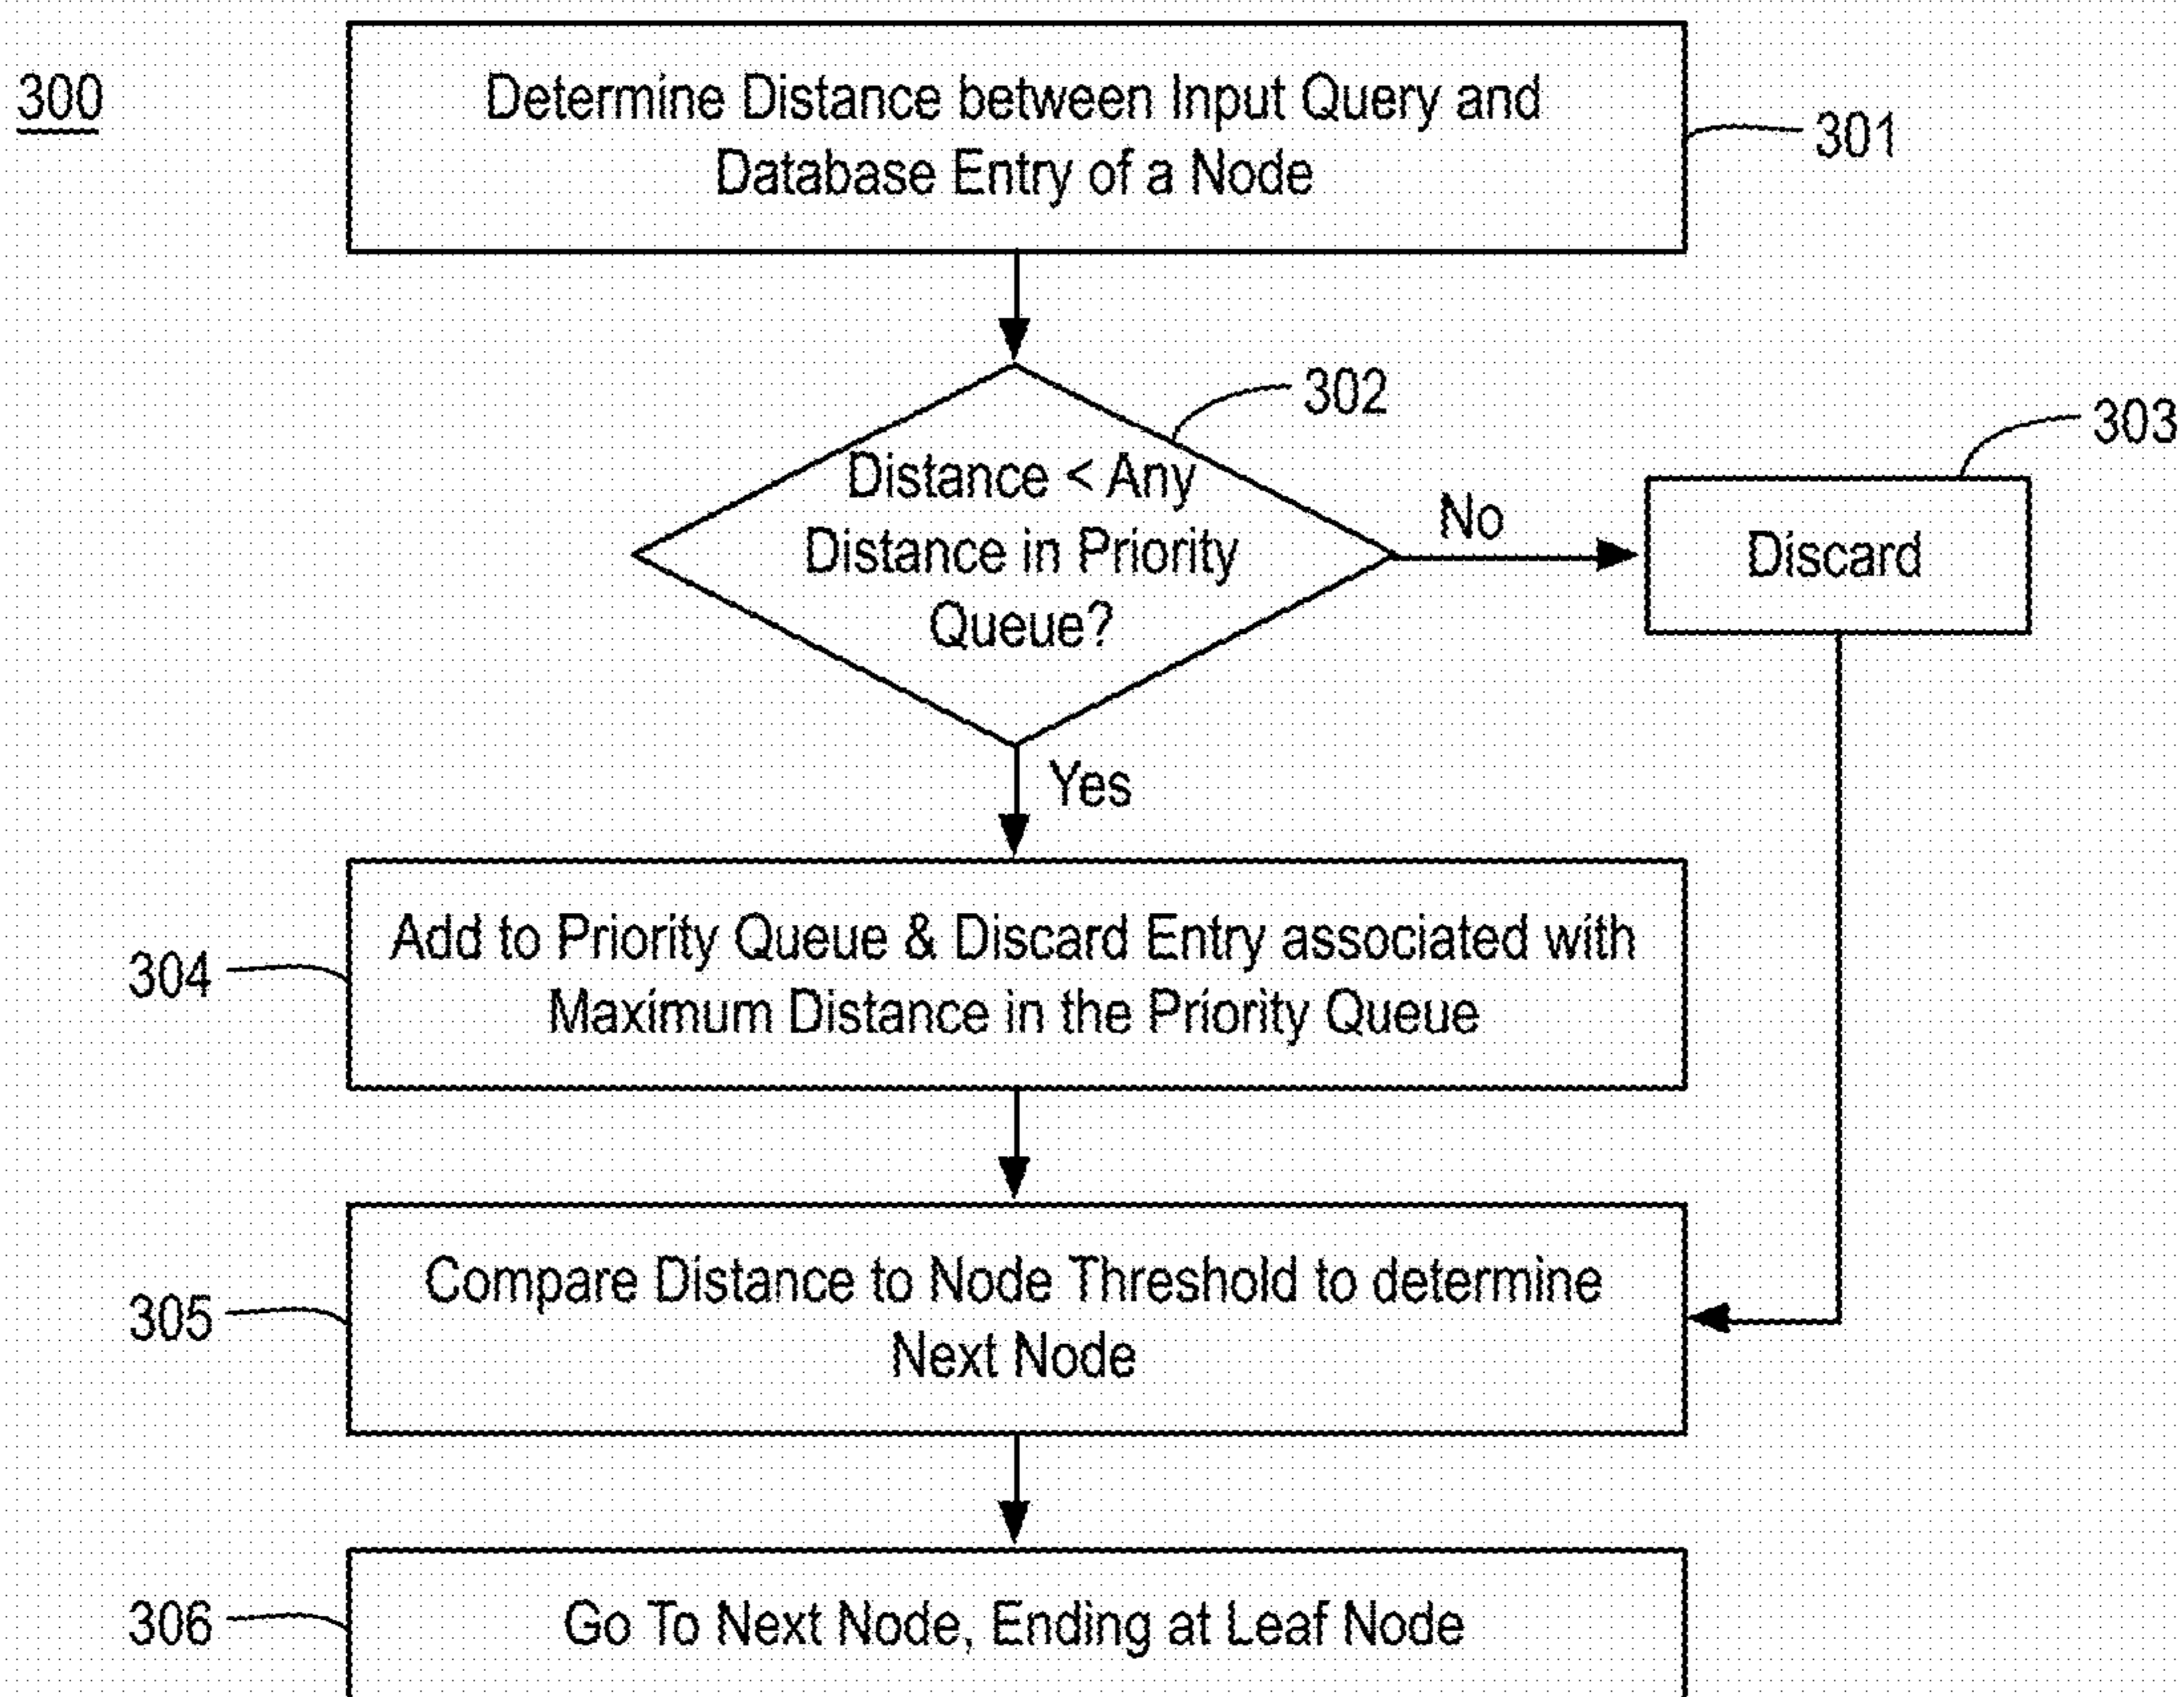 300
Determine Distance between Input Query and
Database Entry of a Node
301
302
Distance < Any
Distance in Priority
Queue?
No
303
Discard
Yes
304
Add to Priority Queue & Discard Entry associated with
Maximum Distance in the Priority Queue
305
Compare Distance to Node Threshold to determine
Next Node
306
Go To Next Node, Ending at Leaf Node